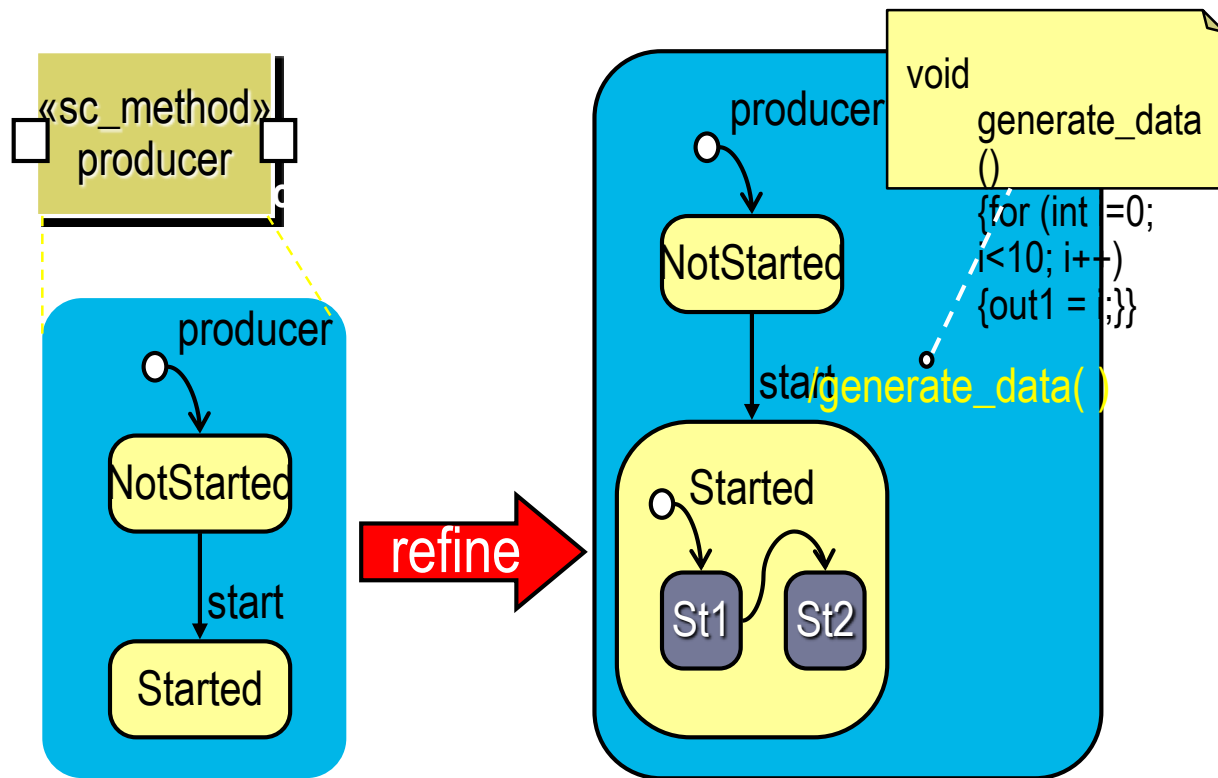 «sc_method»
producer
producer
NotStarted
start
Started
refine
producer
NotStarted
start
/generate_data( )
Started
St1
St2
void
generate_data
()
{for (int =0;
i<10; i++)
{out1 = i;}}